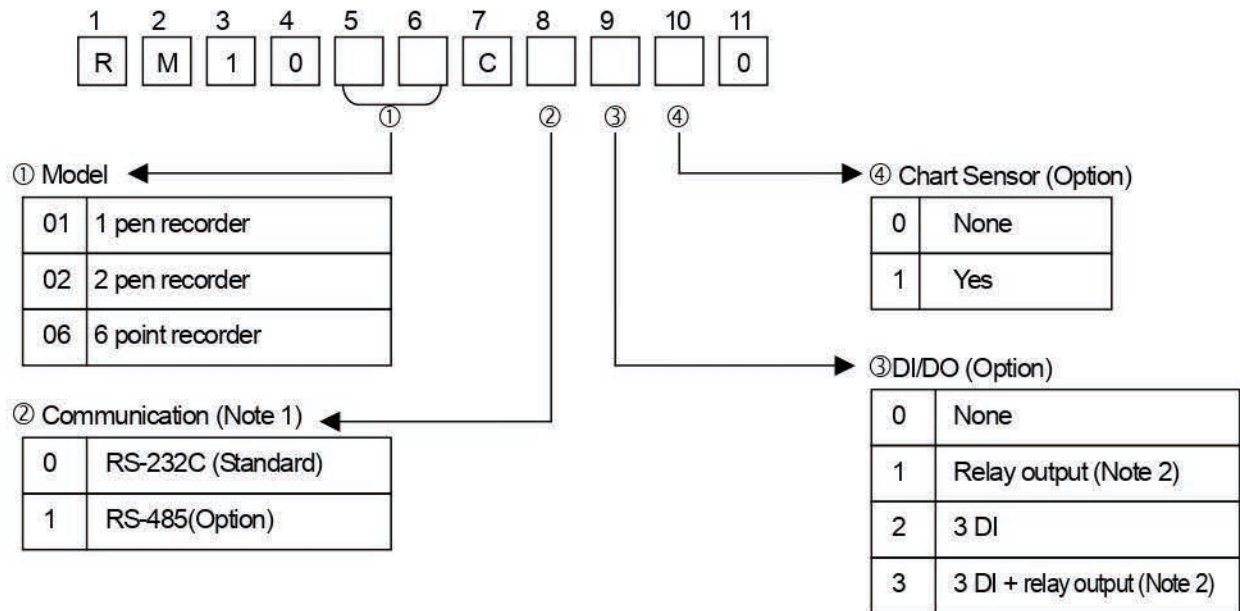 1 2 3 4 5 6 7 8 9 10 11
R M 1 0 C 0
① ② ③ ④
① Model
01 1 pen recorder
02 2 pen recorder
06 6 point recorder
② Communication (Note 1)
0 RS-232C (Standard)
1 RS-485(Option)
④ Chart Sensor (Option)
0 None
1 Yes
③DI/DO (Option)
0 None
1 Relay output (Note 2)
2 3 DI
3 3 DI + relay output (Note 2)